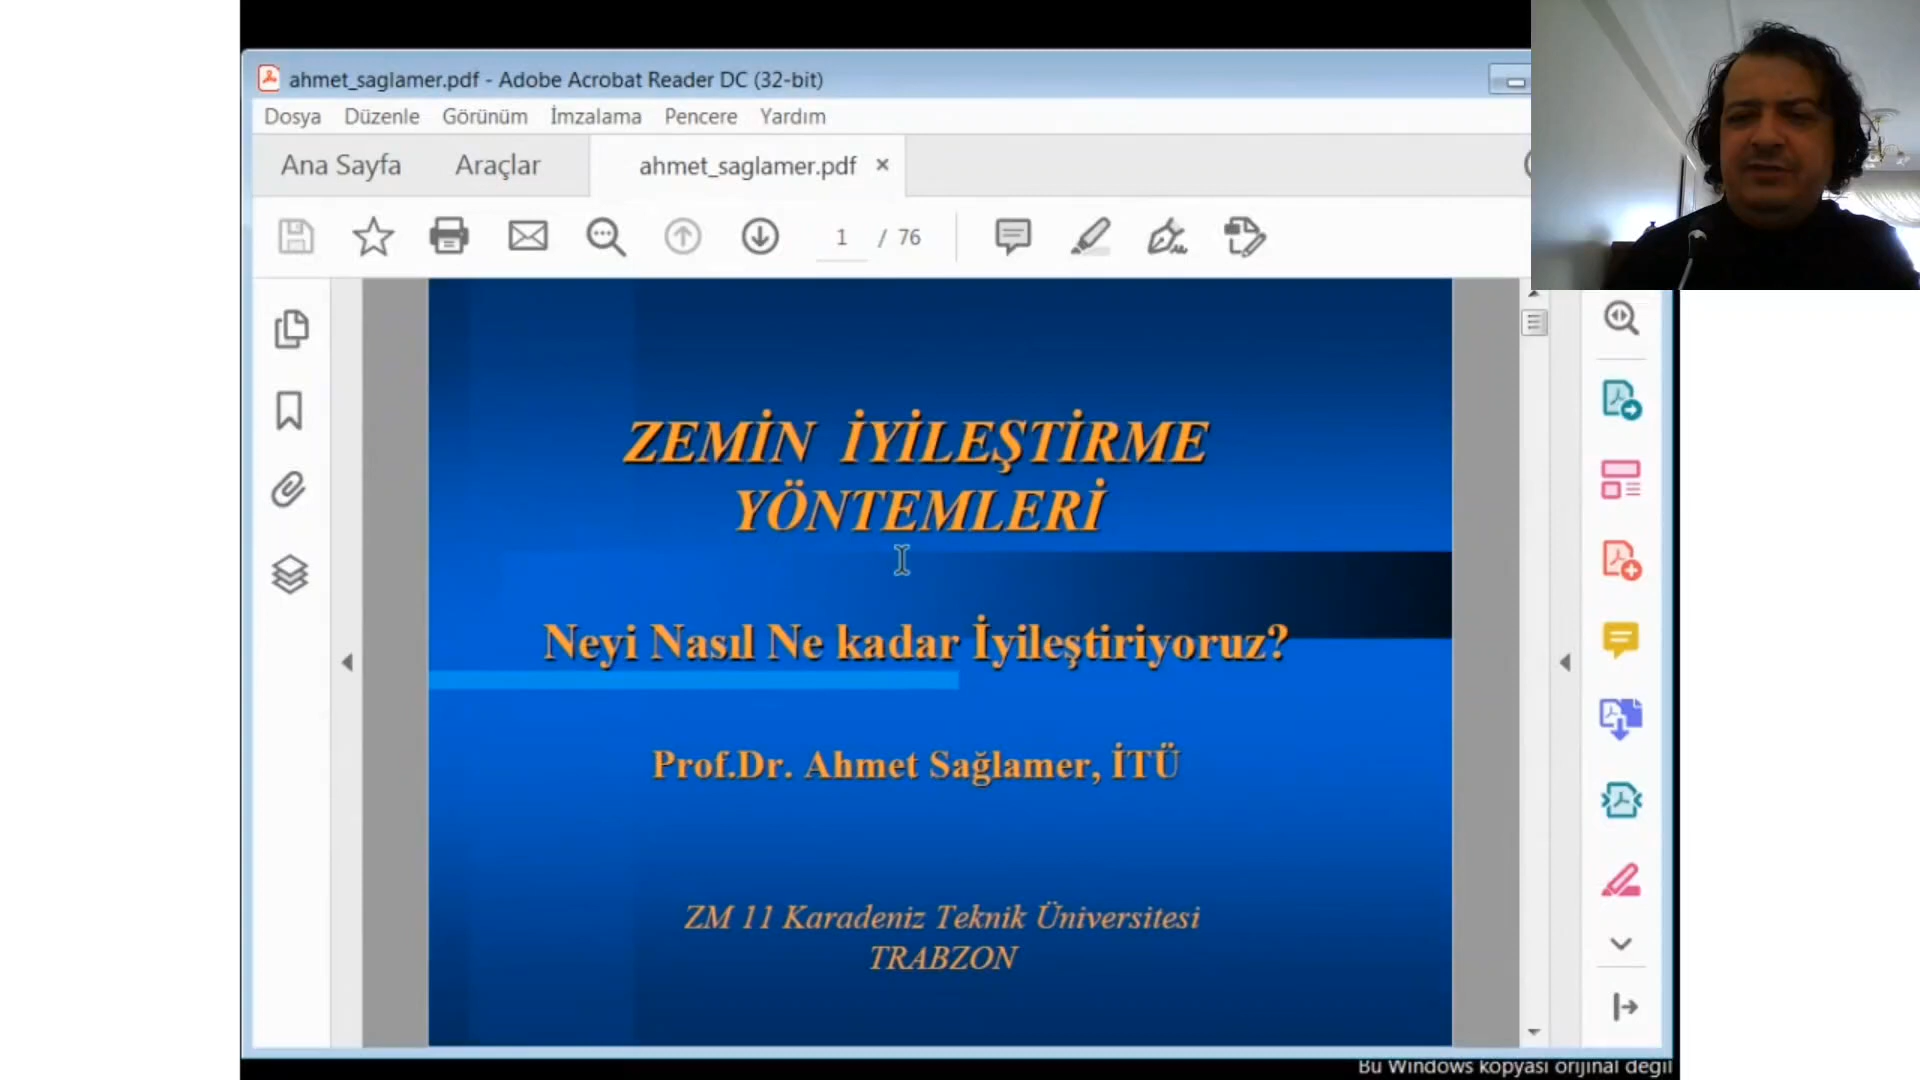 ahmet_saglamer.pdf - Adobe Acrobat Reader DC (32-bit)
Dosya Düzenle Görünüm İmzalama Pencere Yardım
Ana Sayfa Araçlar ahmet_saglamer.pdf ×
1 / 76
ZEMİN İYİLEŞTİRME
YÖNTEMLERİ
Neyi Nasıl Ne kadar İyileştiriyoruz?
Prof.Dr. Ahmet Sağlamer, İTÜ
ZM 11 Karadeniz Teknik Üniversitesi
TRABZON
Bu Windows kopyası orijinal değil